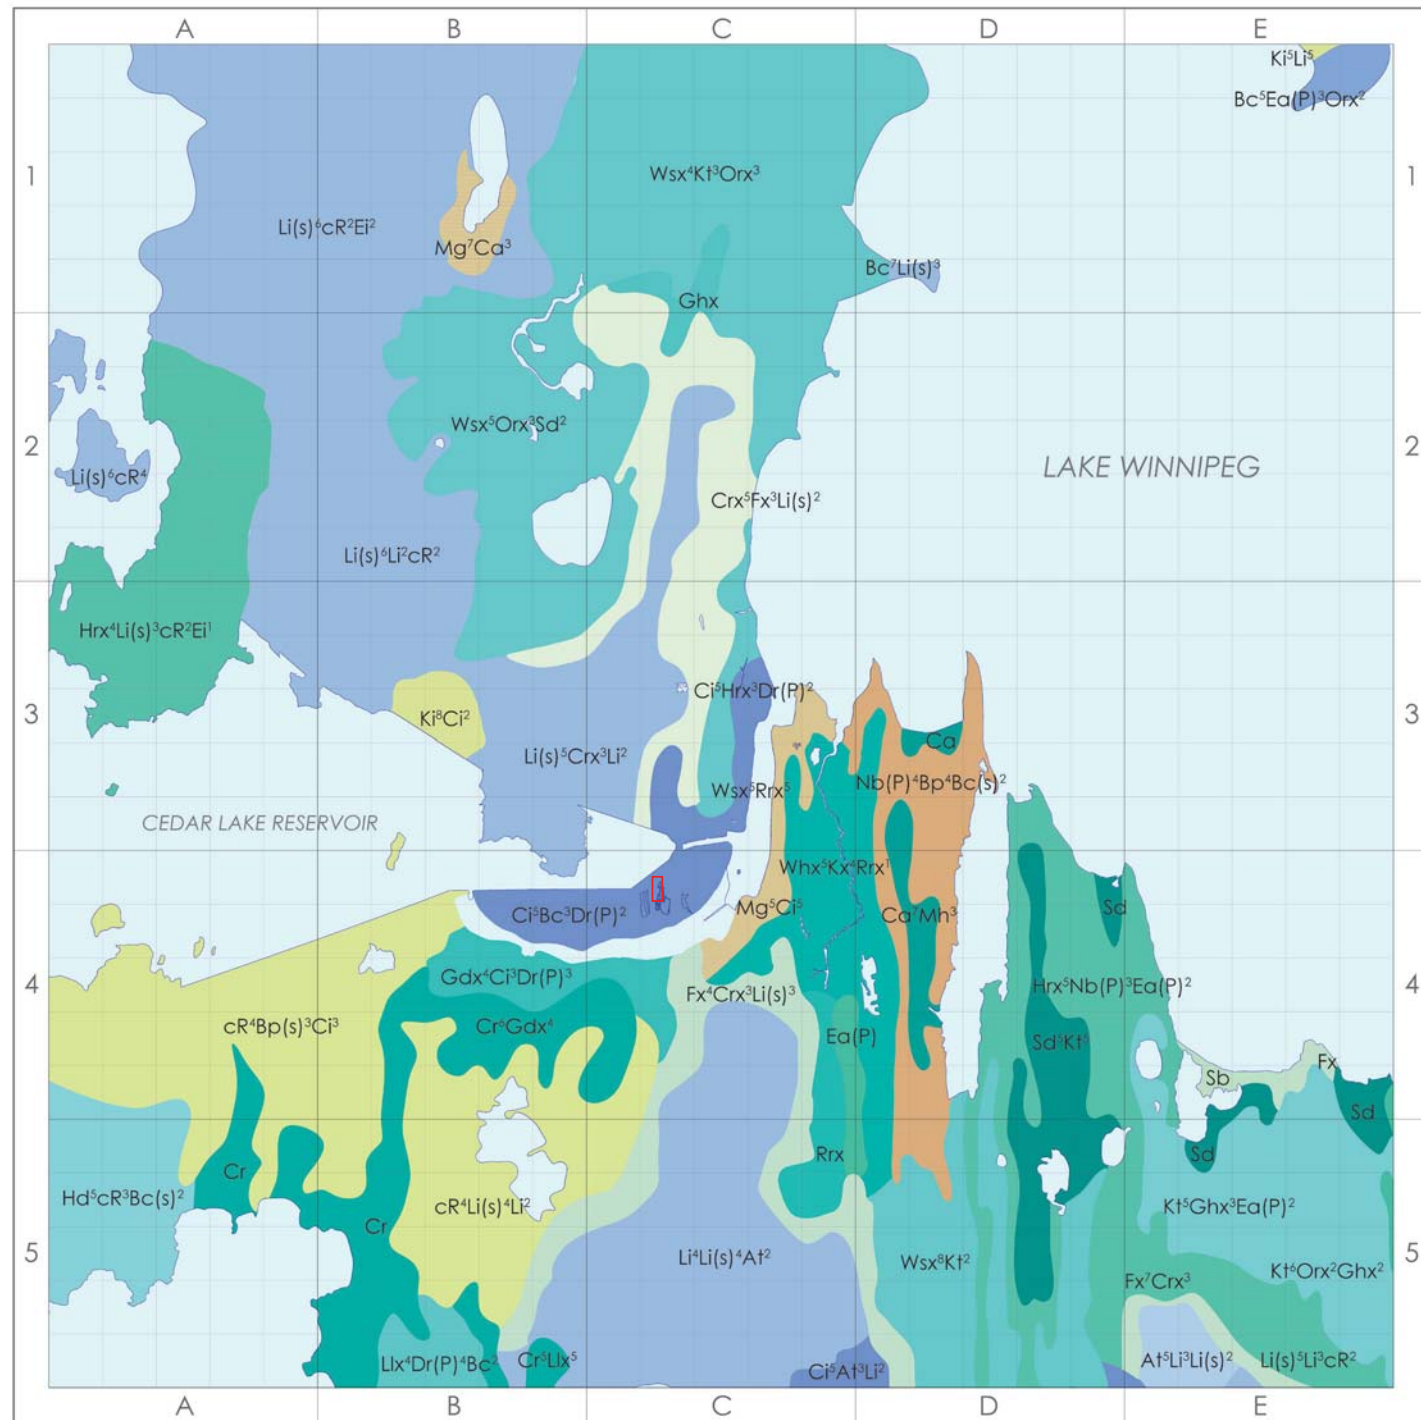 A B C D E
Ki⁵Li⁵
Bc⁵Ea(P)³Orx²
1 1
Wsx⁴Kt³Orx³
Li(s)⁶cR²Ei²
Mg⁷Ca³
Bc⁷Li(s)³
Ghx
Wsx⁵Orx³Sd²
2 2
LAKE WINNIPEG
Li(s)⁶cR⁴
Crx⁵Fx³Li(s)²
Li(s)⁶Li²cR²
Hrx⁴Li(s)³cR²Ei¹
Ci⁵Hrx³Dr(P)²
3 3
Ki⁸Ci²
Ca
Li(s)⁵Crx³Li²
Nb(P)⁴Bp⁴Bc(s)²
Wsx⁵Rrx⁵
CEDAR LAKE RESERVOIR
Whx⁵Kx⁴Rrx¹
Ci⁵Bc³Dr(P)²
Mg⁵Ci⁵
Ca⁷Mh³
Sd
Gdx⁴Ci³Dr(P)³
4 4
Hrx⁵Nb(P)³Ea(P)²
Fx⁴Crx³Li(s)³
cR⁴Bp(s)³Ci³
Cr⁶Gdx⁴
Ea(P)
Sd⁵Kt⁵
Fx
Sb
Sd
Rrx
Sd
Cr
Hd⁵cR³Bc(s)²
cR⁴Li(s)⁴Li²
Kt⁵Ghx³Ea(P)²
Cr
5 5
Li⁴Li(s)⁴At²
Wsx⁸Kt²
Kt⁶Orx²Ghx²
Fx⁷Crx³
Llx⁴Dr(P)⁴Bc²
Cr⁵Llx⁵
Ci⁵At³Li²
At⁵Li³Li(s)²
Li(s)⁵Li³cR²
A B C D E